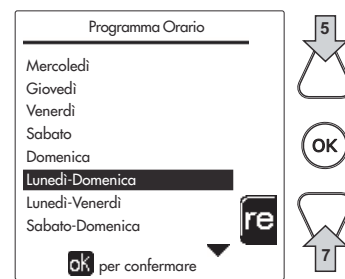 Programma Orario
Mercoledì
Giovedì
Venerdì
Sabato
Domenica
Lunedì-Domenica
Lunedì-Venerdì
Sabato-Domenica
re
ok per confermare
5
OK
7